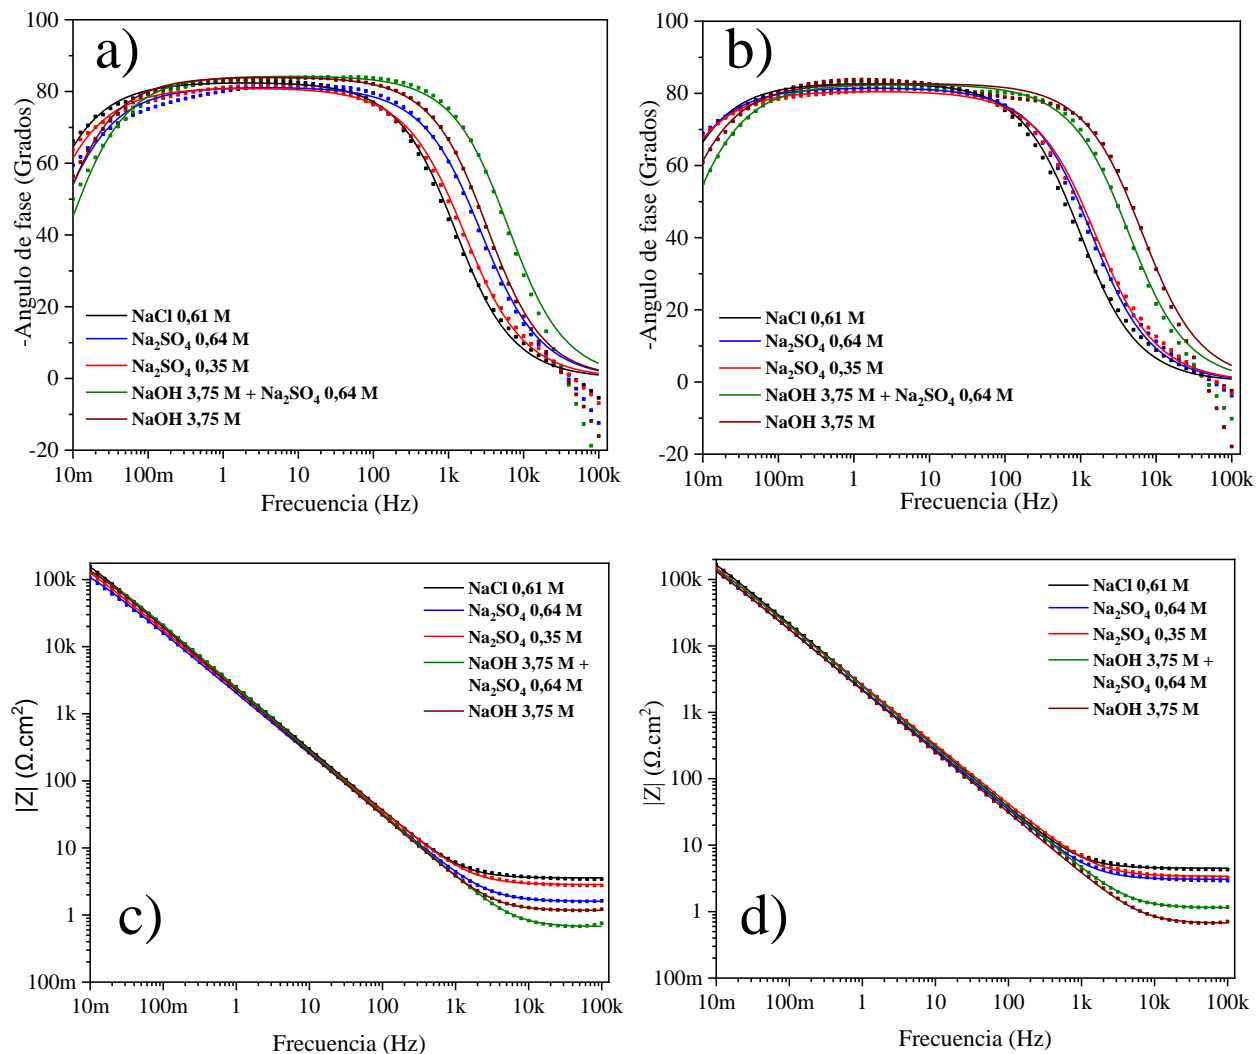 a)
100
80
60
40
20
0
-20
-Angulo de fase (Grados)
NaCl 0,61 M
Na₂SO₄ 0,64 M
Na₂SO₄ 0,35 M
NaOH 3,75 M + Na₂SO₄ 0,64 M
NaOH 3,75 M
10m 100m 1 10 100 1k 10k 100k
Frecuencia (Hz)
b)
100
80
60
40
20
0
-20
-Angulo de fase (Grados)
NaCl 0,61 M
Na₂SO₄ 0,64 M
Na₂SO₄ 0,35 M
NaOH 3,75 M + Na₂SO₄ 0,64 M
NaOH 3,75 M
10m 100m 1 10 100 1k 10k 100k
Frecuencia (Hz)
100k
10k
1k
100
10
1
100m
|Z| (Ω.cm²)
NaCl 0,61 M
Na₂SO₄ 0,64 M
Na₂SO₄ 0,35 M
NaOH 3,75 M +
Na₂SO₄ 0,64 M
NaOH 3,75 M
c)
10m 100m 1 10 100 1k 10k 100k
Frecuencia (Hz)
100k
10k
1k
100
10
1
100m
|Z| (Ω.cm²)
NaCl 0,61 M
Na₂SO₄ 0,64 M
Na₂SO₄ 0,35 M
NaOH 3,75 M +
Na₂SO₄ 0,64 M
NaOH 3,75 M
d)
10m 100m 1 10 100 1k 10k 100k
Frecuencia (Hz)